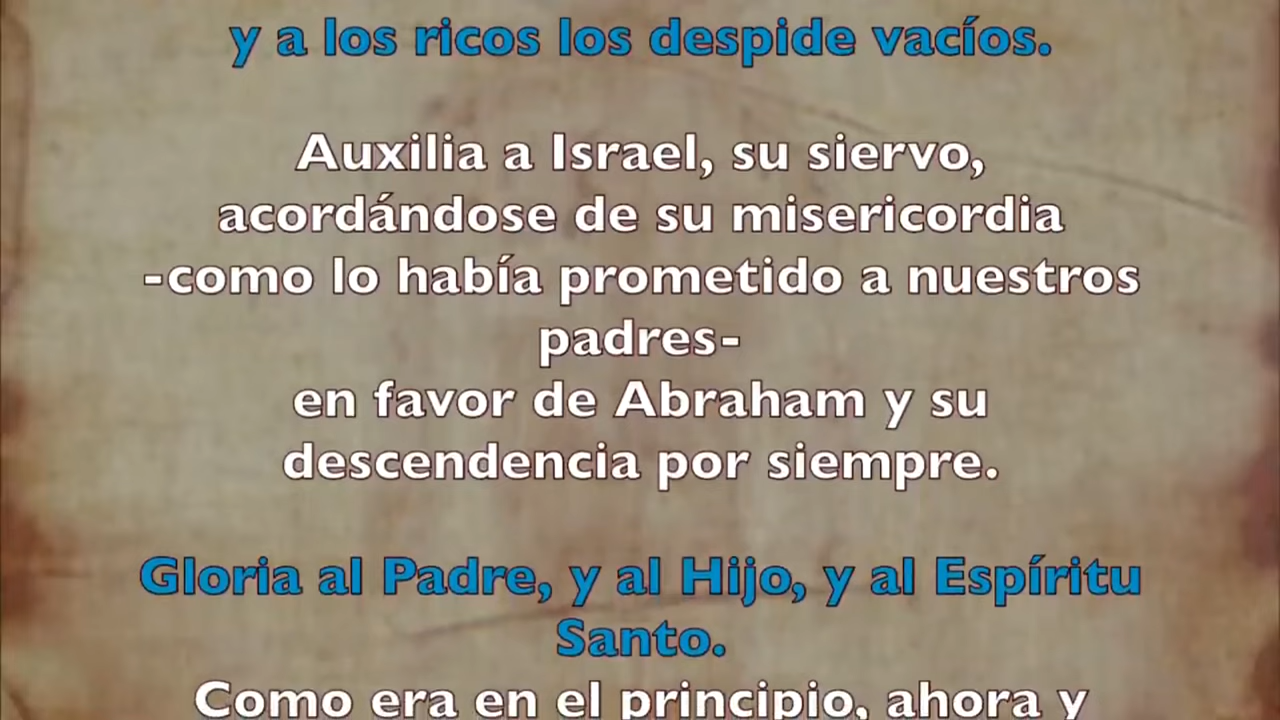 y a los ricos los despide vacíos.
Auxilia a Israel, su siervo,
acordándose de su misericordia
-como lo había prometido a nuestros
padres-
en favor de Abraham y su
descendencia por siempre.
Gloria al Padre, y al Hijo, y al Espíritu
Santo.
Como era en el principio, ahora y